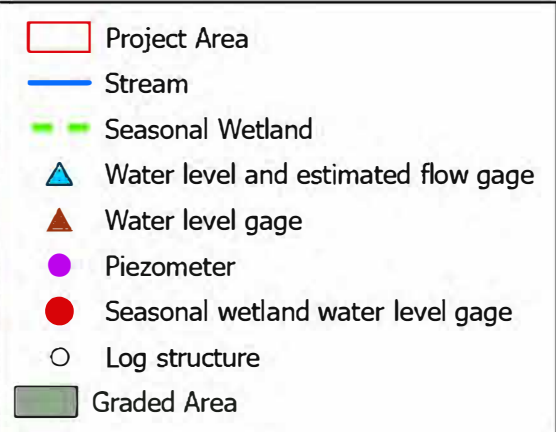 Project Area
Stream
Seasonal Wetland
Water level and estimated flow gage
Water level gage
Piezometer
Seasonal wetland water level gage
Log structure
Graded Area